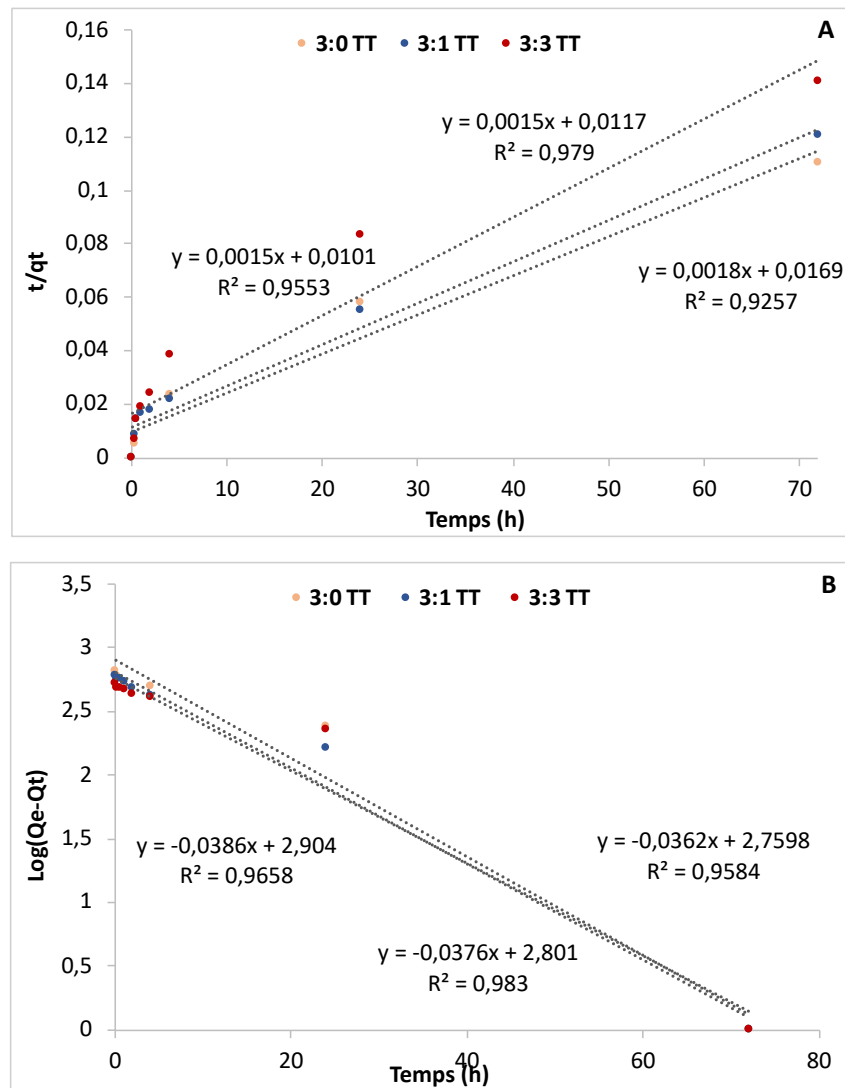 0,16
A
3:0 TT 3:1 TT 3:3 TT
0,14
y = 0,0015x + 0,0117
R² = 0,979
0,12
0,1
t/qt
0,08
y = 0,0015x + 0,0101
R² = 0,9553
y = 0,0018x + 0,0169
R² = 0,9257
0,06
0,04
0,02
0
0 10 20 30 40 50 60 70
Temps (h)
3,5
B
3:0 TT 3:1 TT 3:3 TT
3
2,5
2
Log(Qe-Qt)
1,5
y = -0,0386x + 2,904
R² = 0,9658
y = -0,0362x + 2,7598
R² = 0,9584
1
y = -0,0376x + 2,801
R² = 0,983
0,5
0
0 20 40 60 80
Temps (h)